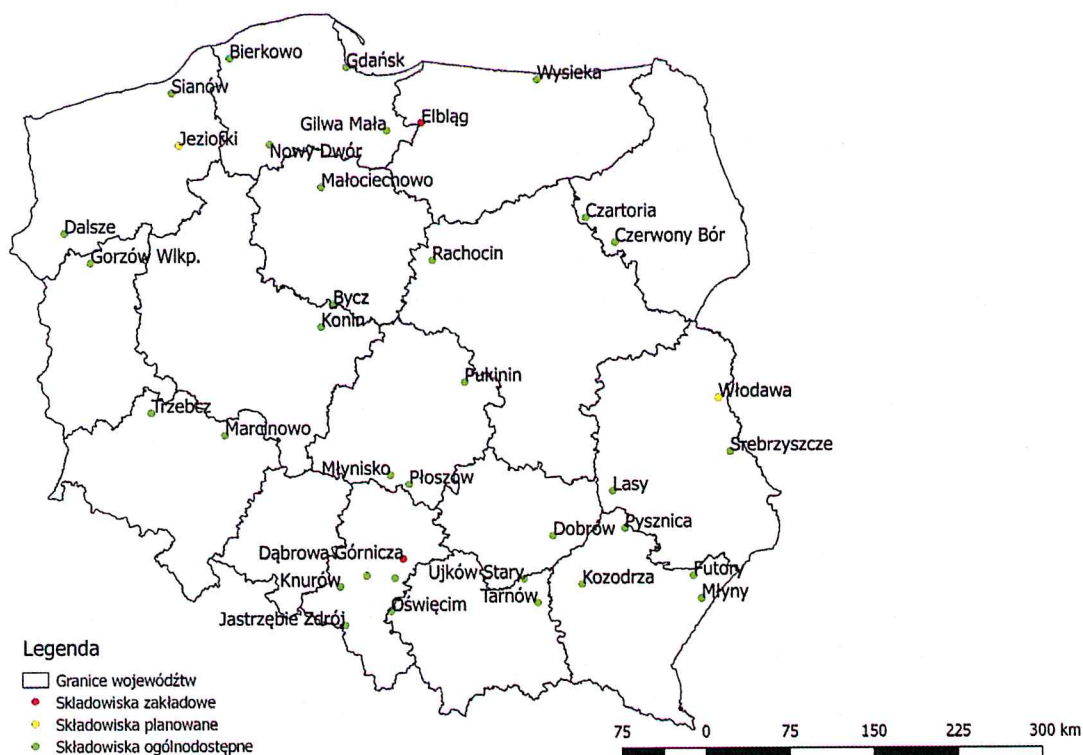 Bierkowo
Gdańsk
Wysieka
Sianów
Elbląg
Gilwa Mała
Jeziorki
Nowy Dwór
Małociechowo
Czartoria
Dalsze
Czerwony Bór
Rachocin
Gorzów Wlkp.
Bycz
Konin
Pukinin
Włodawa
Trzebcz
Marcinowo
Srebrzyszcze
Młynisko
Płoszów
Lasy
Pysznica
Dobrów
Dąbrowa Górnicza
Ujków Stary
Kozodrza
Futory
Knurów
Tarnów
Młyny
Oświęcim
Jastrzębie Zdrój
Legenda
Granice wojewódźtw
Składowiska zakładowe
Składowiska planowane
Składowiska ogólnodostępne
75 0 75 150 225 300 km